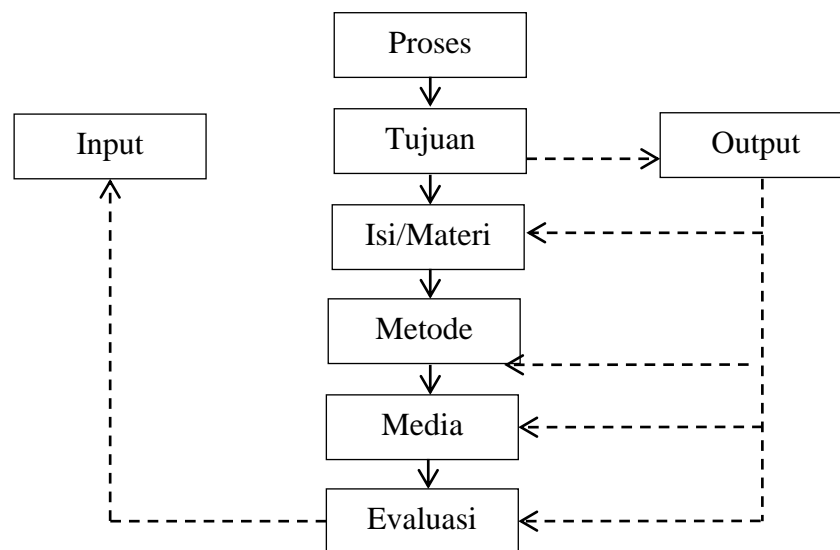 Proses
Input
Tujuan
Output
Isi/Materi
Metode
Media
Evaluasi